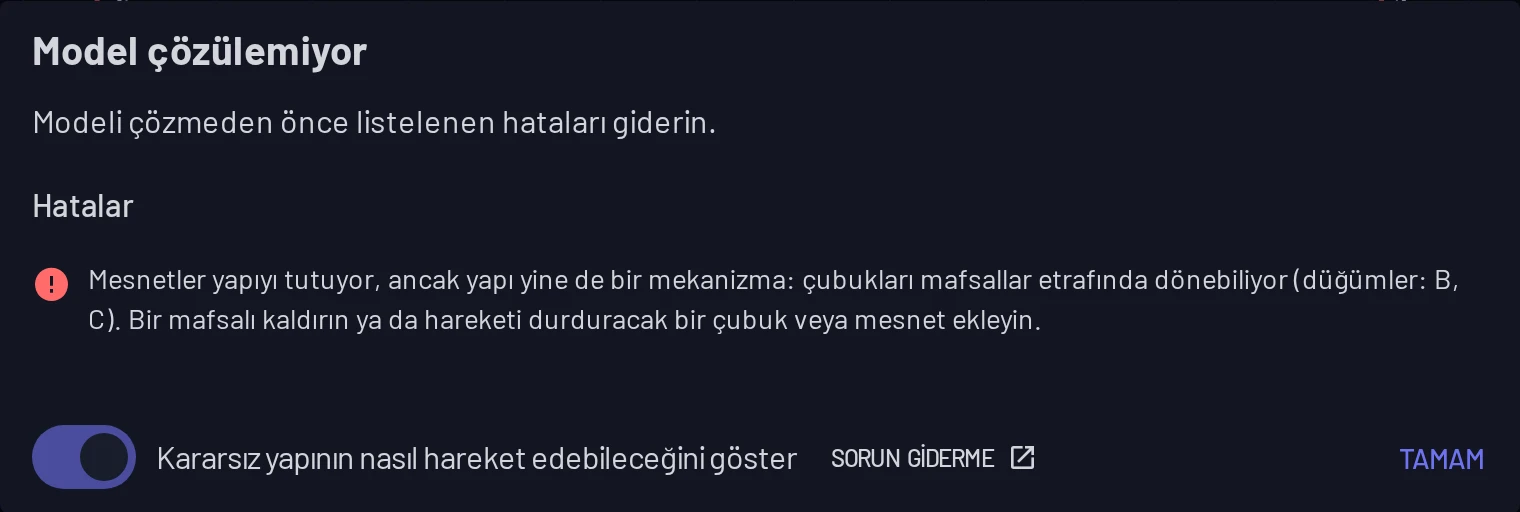 Model çözülemiyor
Modeli çözmeden önce listelenen hataları giderin.
Hatalar
Mesnetler yapıyı tutuyor, ancak yapı yine de bir mekanizma: çubukları mafsallar etrafında dönebiliyor (düğümler: B,
C). Bir mafsalı kaldırın ya da hareketi durduracak bir çubuk veya mesnet ekleyin.
Kararsız yapının nasıl hareket edebileceğini göster SORUN GİDERME TAMAM